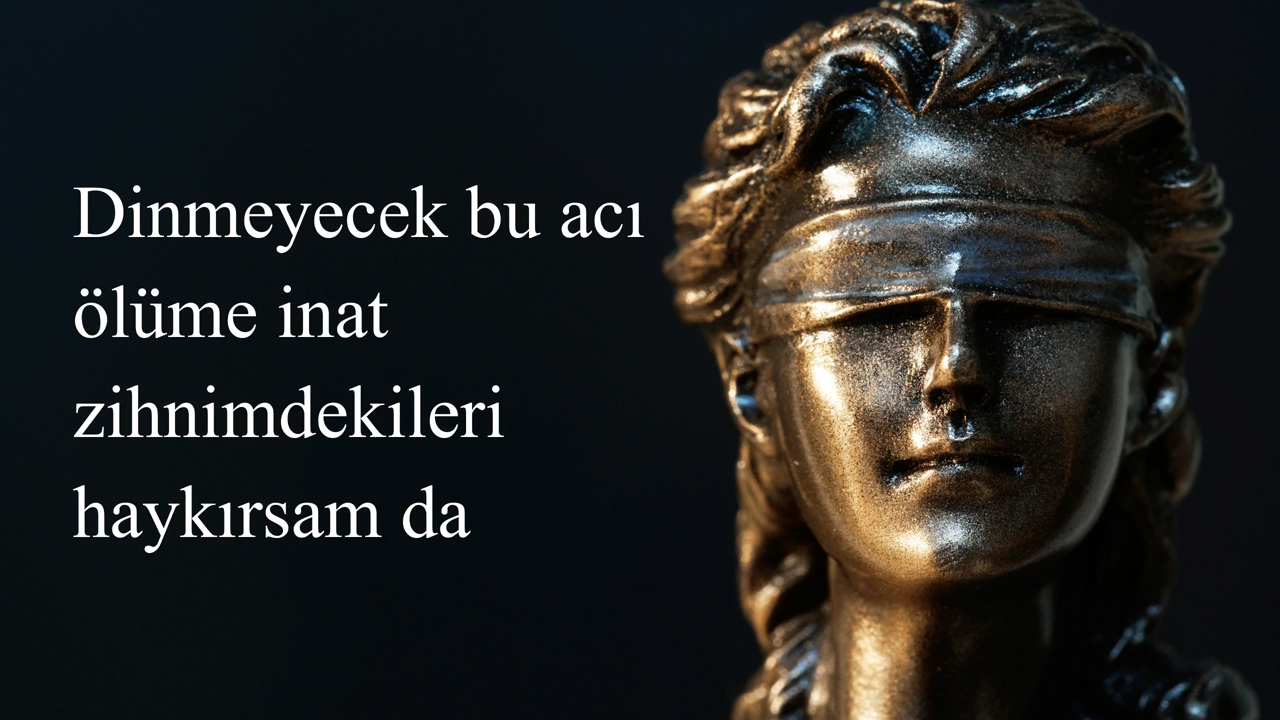 Dinmeyecek bu acı
ölüme inat
zihnimdekileri
haykırsam da